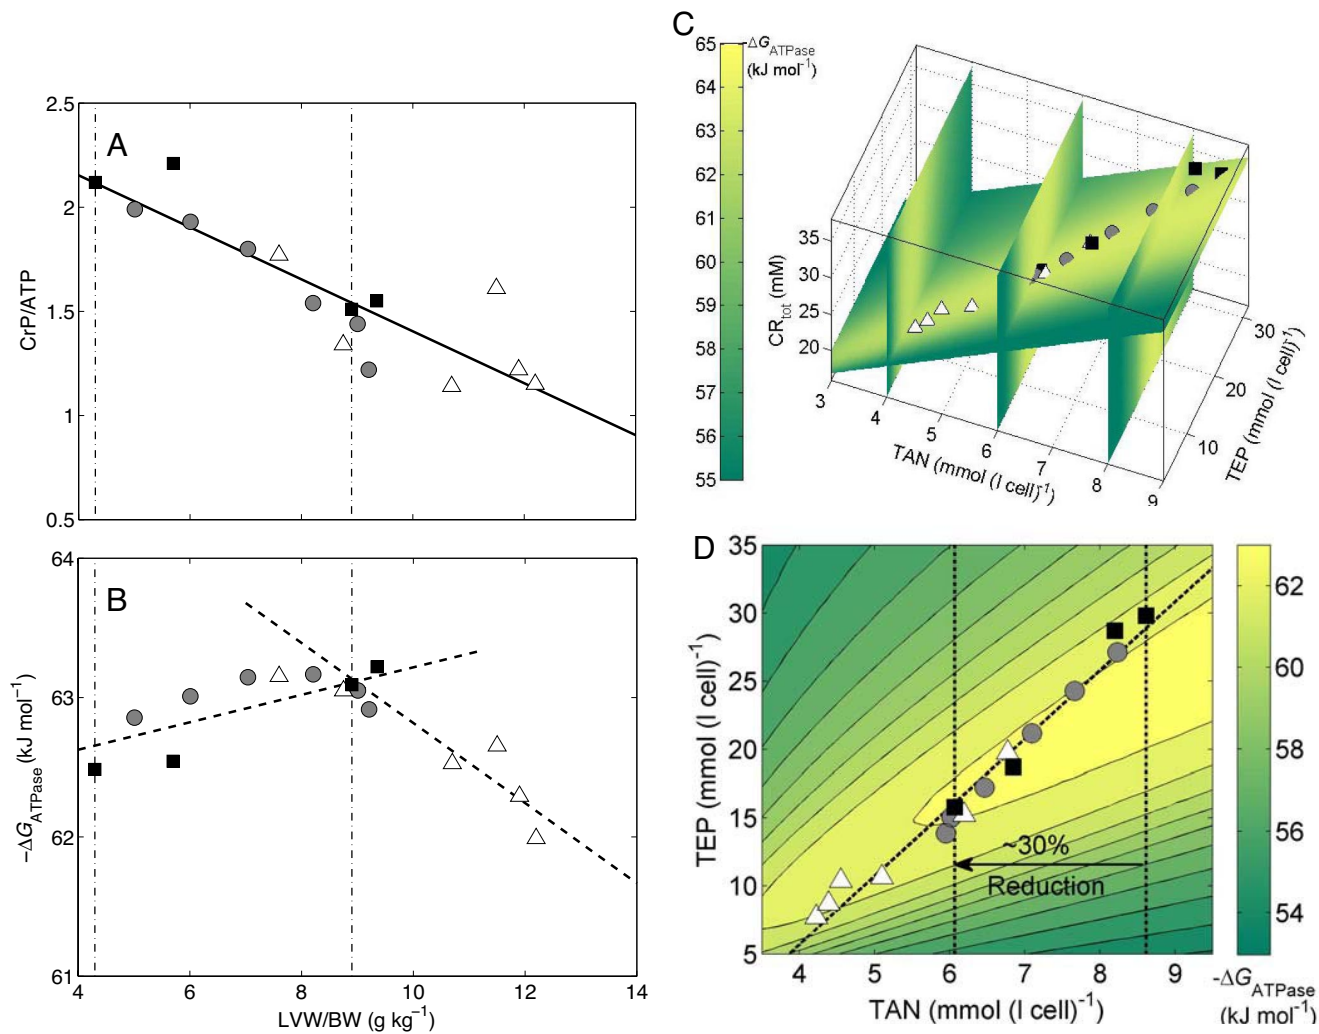 A
2.5
2
1.5
1
0.5
CrP/ATP
B
64
63
62
61
−ΔG_ATPase (kJ mol⁻¹)
4 6 8 10 12 14
LVW/BW (g kg⁻¹)
C
65
64
63
62
61
60
59
58
57
56
55
-ΔG_ATPase
(kJ mol⁻¹)
35
30
25
20
CR_tot (mM)
3 4 5 6 7 8 9
TAN (mmol (l cell)⁻¹)
30
20
10
TEP (mmol (l cell)⁻¹)
D
35
30
25
20
15
10
5
TEP (mmol (l cell)⁻¹)
~30%
Reduction
4 5 6 7 8 9
TAN (mmol (l cell)⁻¹)
62
60
58
56
54
-ΔG_ATPase
(kJ mol⁻¹)